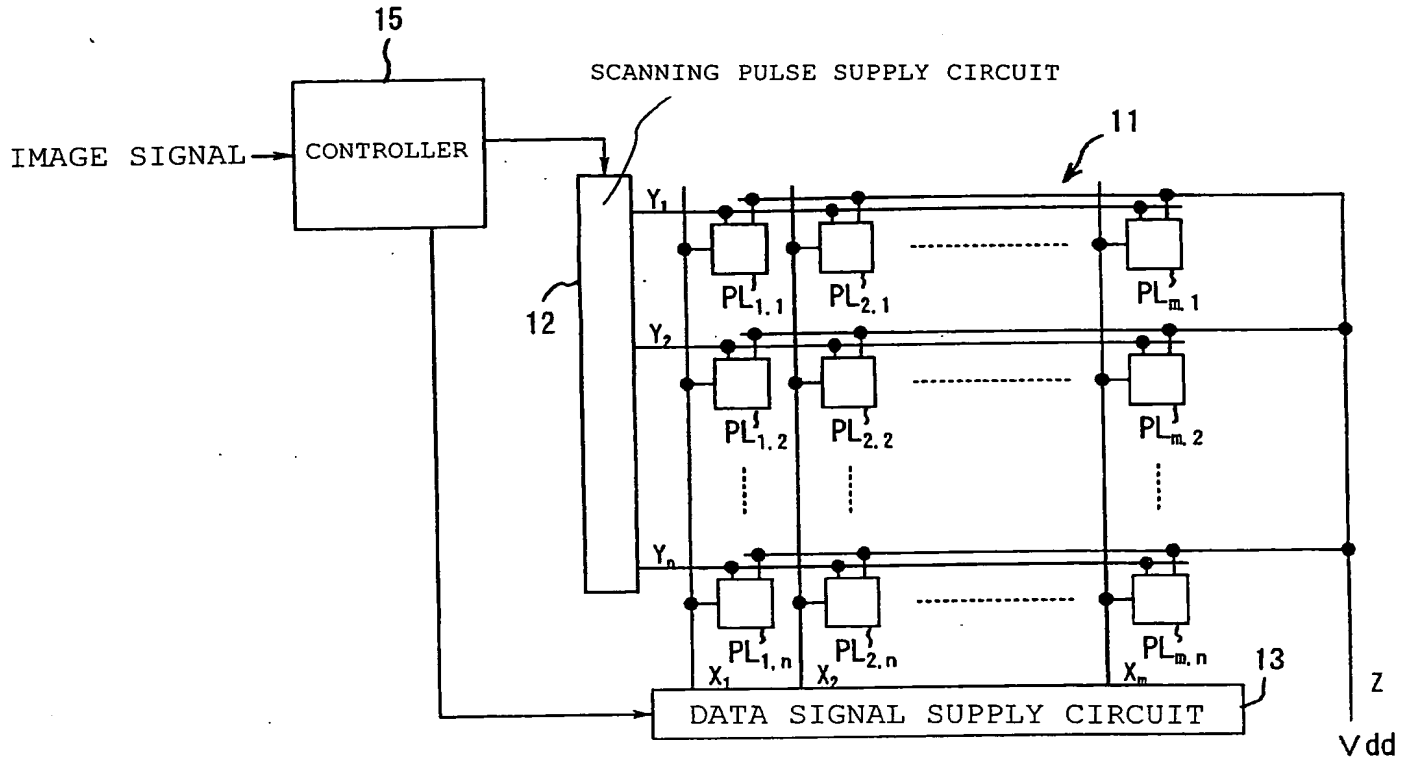 15
SCANNING PULSE SUPPLY CIRCUIT
IMAGE SIGNAL
CONTROLLER
11
12
Y1
PL1,1 PL2,1 PLm,1
Y2
PL1,2 PL2,2 PLm,2
Yn
PL1,n PL2,n PLm,n
X1 X2 Xm
13
DATA SIGNAL SUPPLY CIRCUIT
Z
Vdd